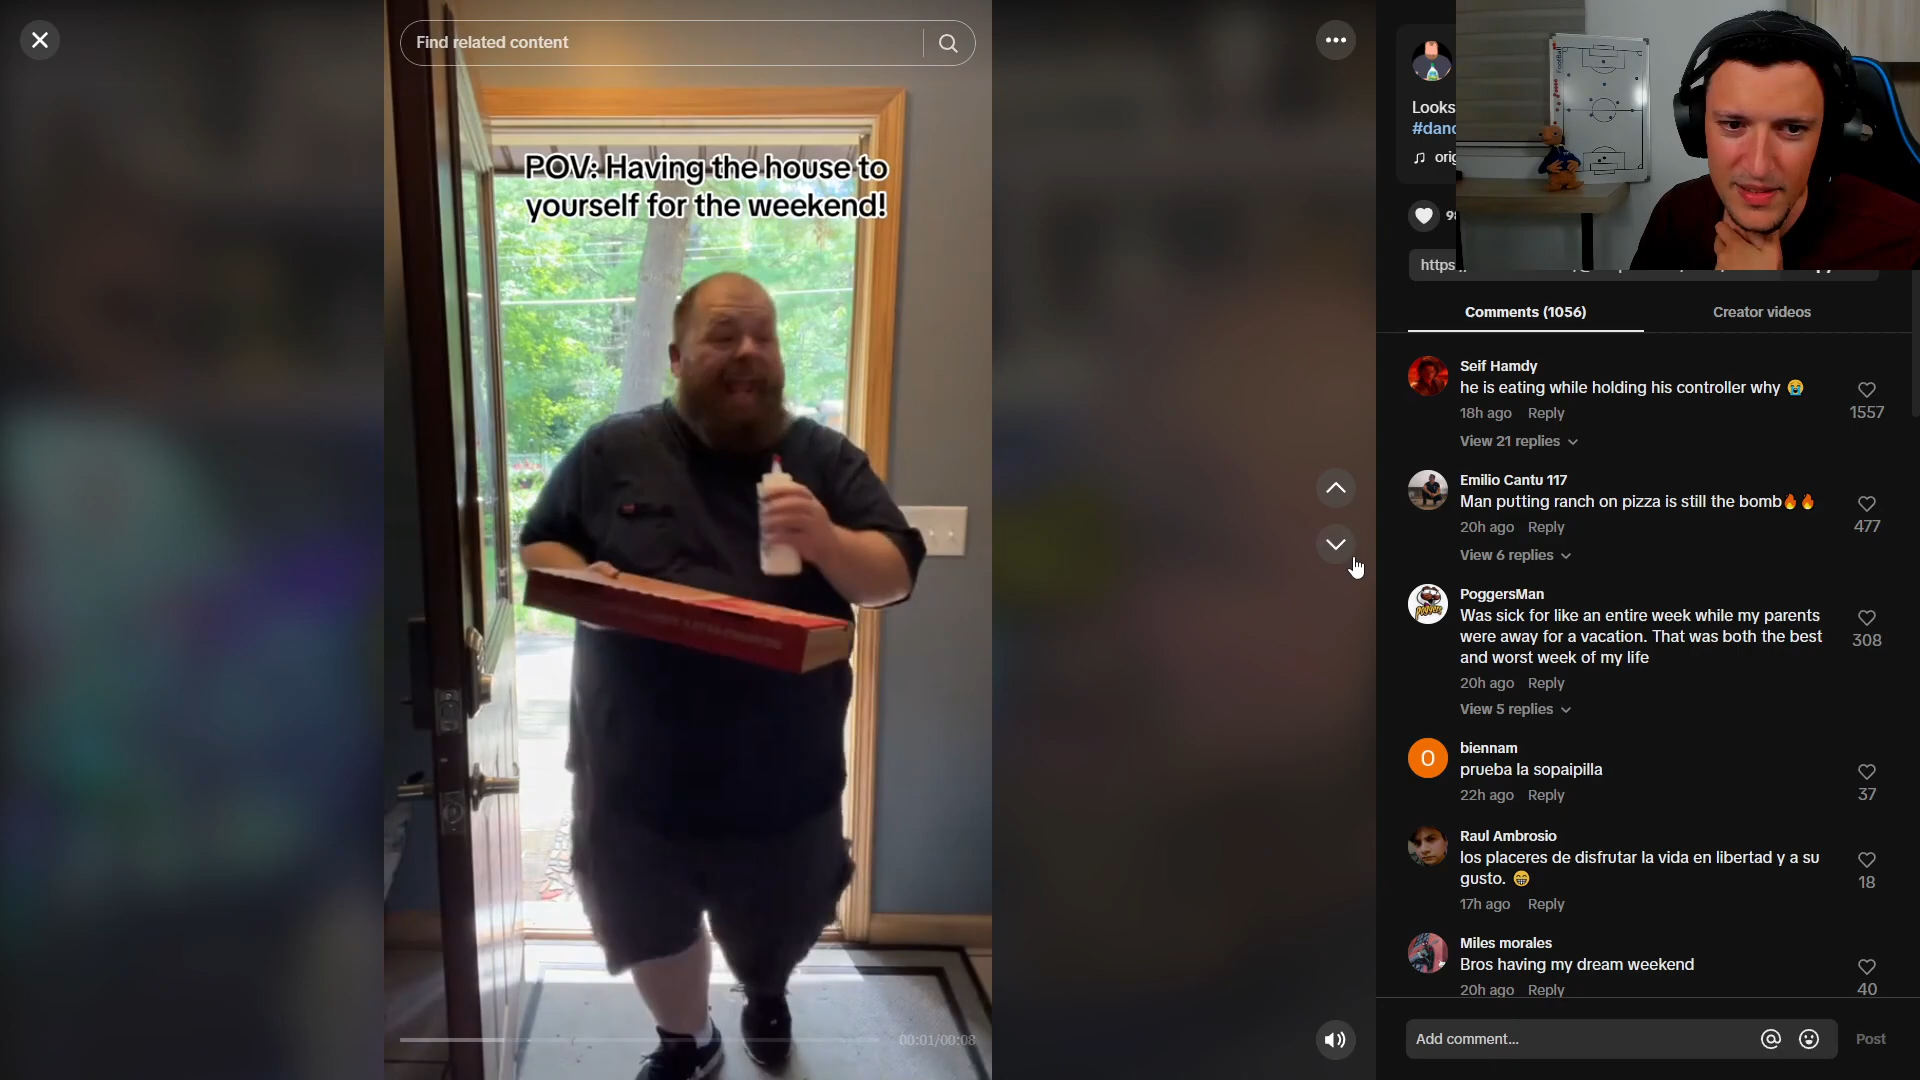 Find related content
POV: Having the house to
yourself for the weekend!
00:01/00:08
Looks
#danc
orig
https:/
Comments (1056)
Creator videos
Seif Hamdy
he is eating while holding his controller why 😭
1557
18h ago Reply
View 21 replies
Emilio Cantu 117
Man putting ranch on pizza is still the bomb🔥🔥
477
20h ago Reply
View 6 replies
PoggersMan
Was sick for like an entire week while my parents
were away for a vacation. That was both the best
and worst week of my life
308
20h ago Reply
View 5 replies
biennam
prueba la sopaipilla
37
22h ago Reply
Raul Ambrosio
los placeres de disfrutar la vida en libertad y a su
gusto. 😁
18
17h ago Reply
Miles morales
Bros having my dream weekend
40
20h ago Reply
Add comment...
Post